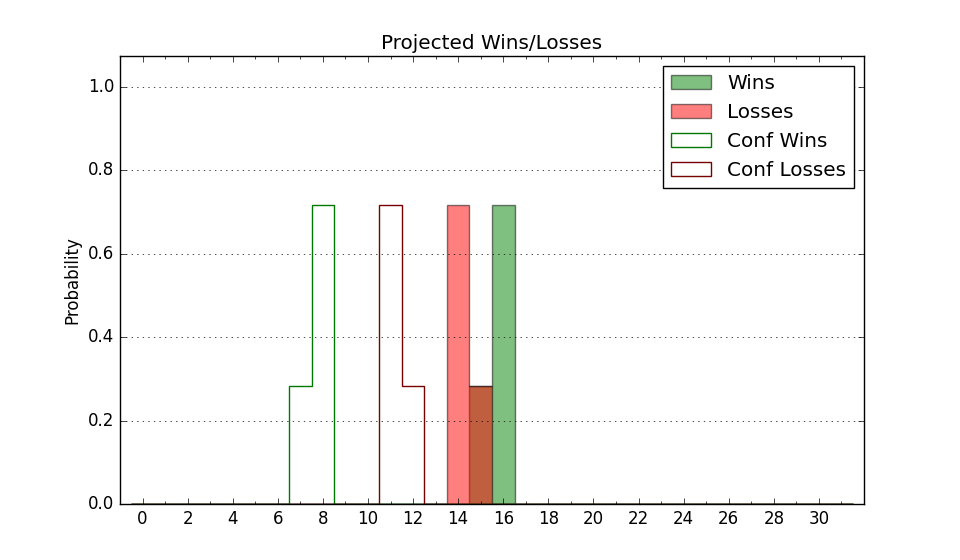 Projected Wins/Losses
Wins
Losses
Conf Wins
Conf Losses
Probability
1.0
0.8
0.6
0.4
0.2
0.0
0 2 4 6 8 10 12 14 16 18 20 22 24 26 28 30